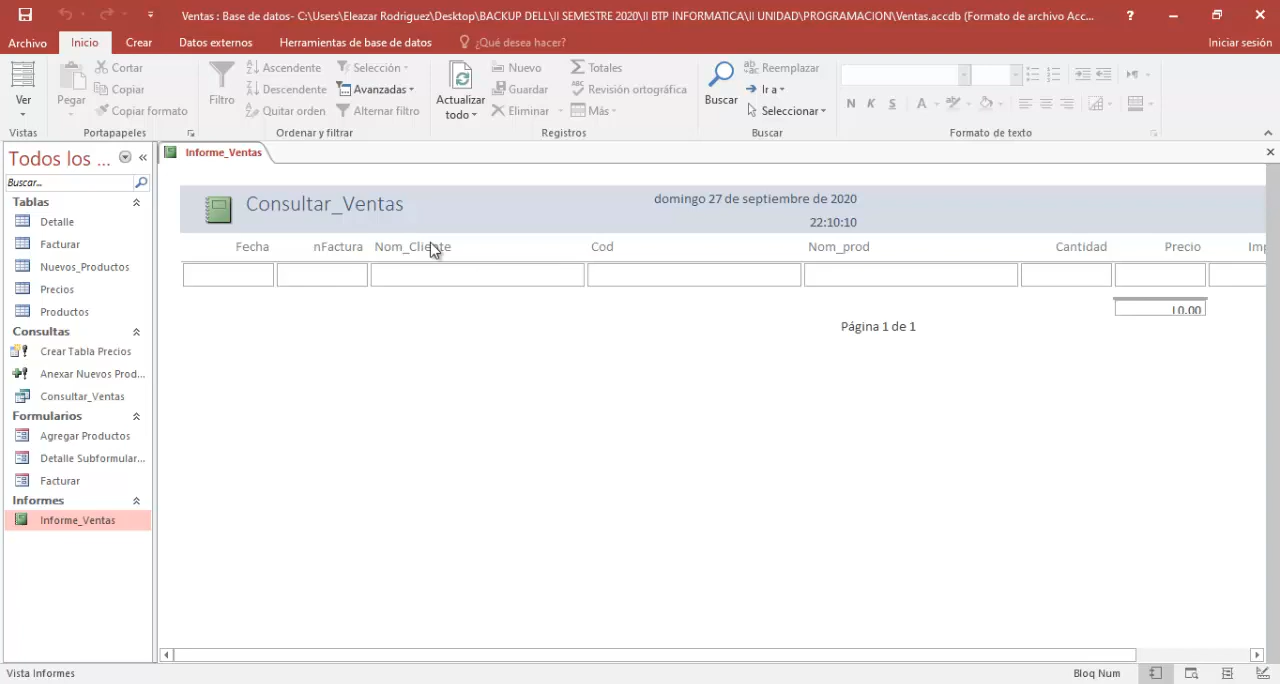 Ventas : Base de datos- C:\Users\Eleazar Rodriguez\Desktop\BACKUP DELL\II SEMESTRE 2020\II BTP INFORMATICA\II UNIDAD\PROGRAMACION\Ventas.accdb (Formato de archivo Acc... ?
Archivo Inicio Crear Datos externos Herramientas de base de datos ¿Qué desea hacer? Iniciar sesión
Cortar Ascendente Selección Nuevo Totales Reemplazar
Copiar Descendente Avanzadas Guardar Revisión ortográfica Ir a
Ver Pegar Filtro Actualizar todo Buscar
Copiar formato Quitar orden Alternar filtro Eliminar Más Seleccionar
N K S A
Vistas Portapapeles Ordenar y filtrar Registros Buscar Formato de texto
Todos los ... «
Buscar...
Tablas
Detalle
Facturar
Nuevos_Productos
Precios
Productos
Consultas
Crear Tabla Precios
Anexar Nuevos Prod...
Consultar_Ventas
Formularios
Agregar Productos
Detalle Subformular...
Facturar
Informes
Informe_Ventas
Informe_Ventas
Consultar_Ventas
domingo 27 de septiembre de 2020
22:10:10
Fecha nFactura Nom_Cliente Cod Nom_prod Cantidad Precio Imp
Página 1 de 1
Vista Informes Bloq Num